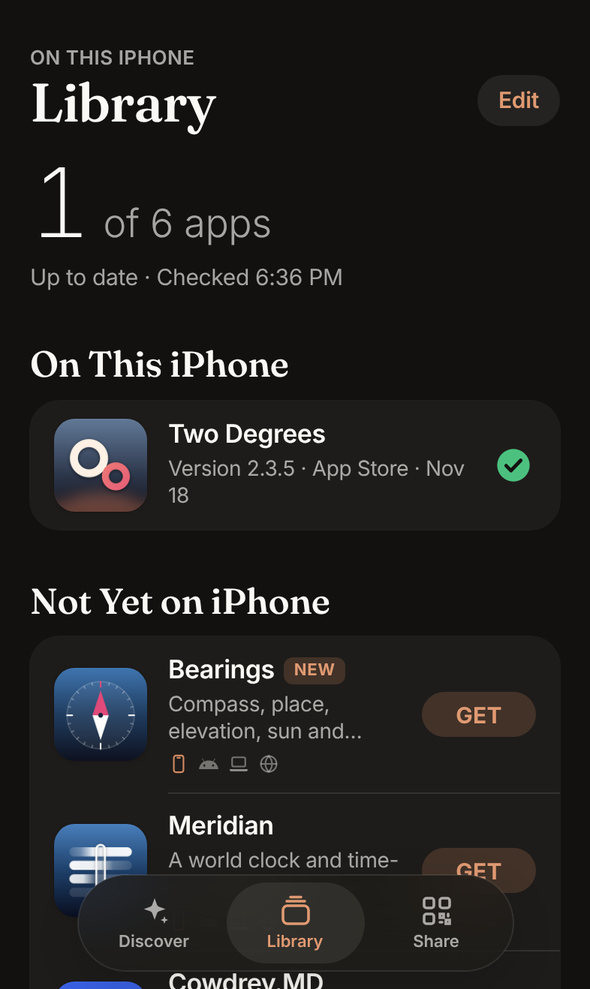 ON THIS IPHONE
Library
Edit
1 of 6 apps
Up to date · Checked 6:36 PM
On This iPhone
Two Degrees
Version 2.3.5 · App Store · Nov
18
Not Yet on iPhone
Bearings NEW
Compass, place,
elevation, sun and...
GET
Meridian
A world clock and time-
GET
Discover
Library
Share
Cowdrey.MD